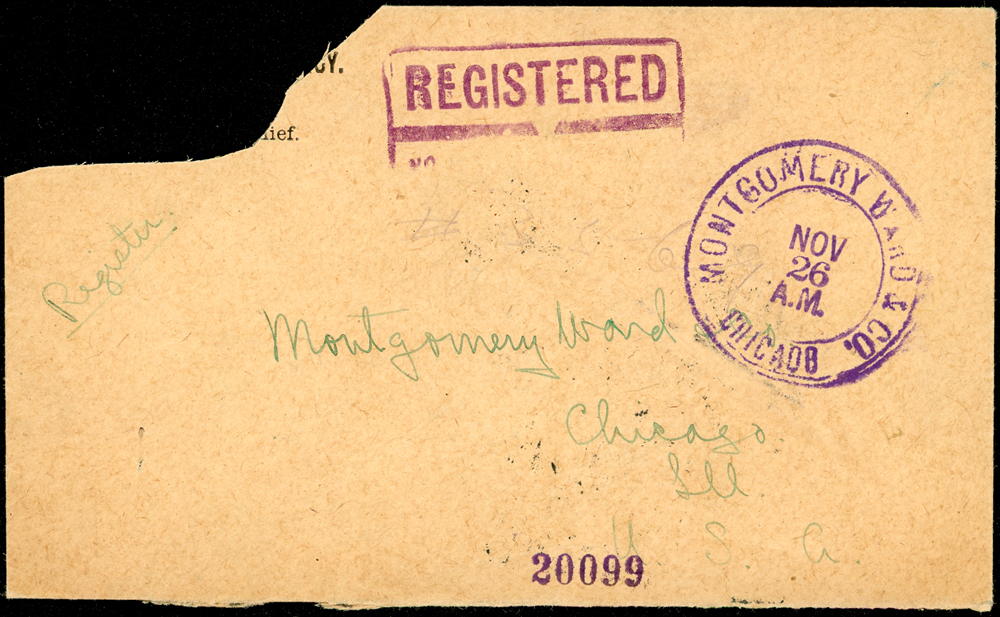 CY.
REGISTERED
NO.
ief.
Register
MONTGOMERY WARD & CO.
NOV
26
A.M.
CHICAGO
Montgomery Ward
Chicago
Ill.
U. S. A.
20099